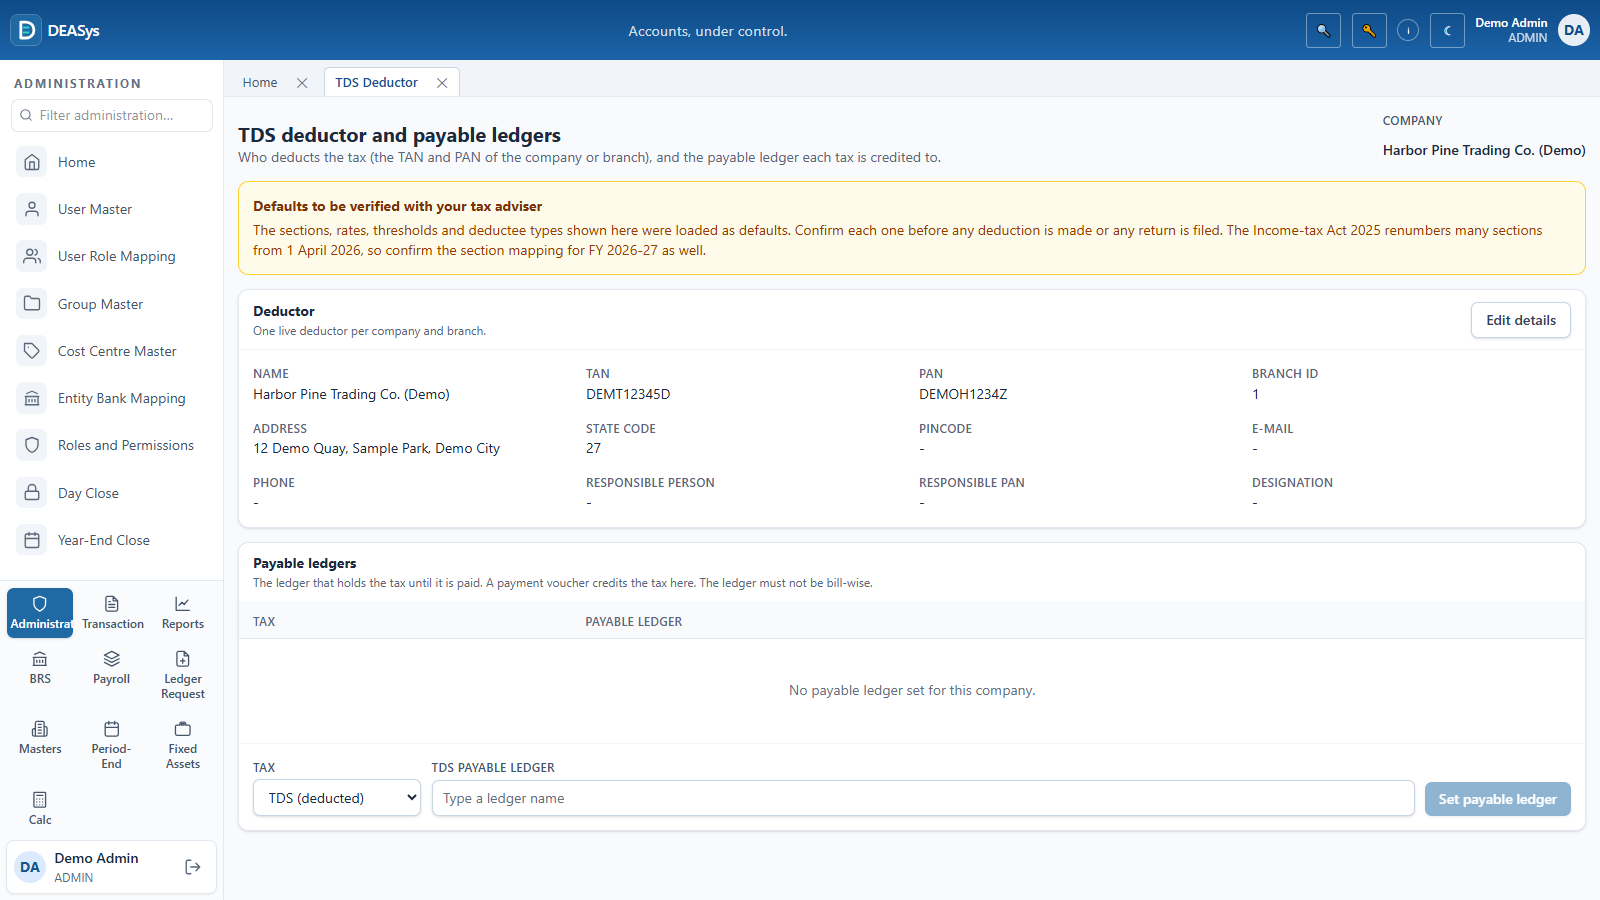 DEASys
Accounts, under control.
Demo Admin
ADMIN
DA
ADMINISTRATION
Filter administration...
Home
User Master
User Role Mapping
Group Master
Cost Centre Master
Entity Bank Mapping
Roles and Permissions
Day Close
Year-End Close
Administrat
Transaction
Reports
BRS
Payroll
Ledger
Request
Masters
Period-
End
Fixed
Assets
Calc
DA
Demo Admin
ADMIN
Home
TDS Deductor
TDS deductor and payable ledgers
Who deducts the tax (the TAN and PAN of the company or branch), and the payable ledger each tax is credited to.
COMPANY
Harbor Pine Trading Co. (Demo)
Defaults to be verified with your tax adviser
The sections, rates, thresholds and deductee types shown here were loaded as defaults. Confirm each one before any deduction is made or any return is filed. The Income-tax Act 2025 renumbers many sections
from 1 April 2026, so confirm the section mapping for FY 2026-27 as well.
Deductor
One live deductor per company and branch.
Edit details
NAME
Harbor Pine Trading Co. (Demo)
TAN
DEMT12345D
PAN
DEMOH1234Z
BRANCH ID
1
ADDRESS
12 Demo Quay, Sample Park, Demo City
STATE CODE
27
PINCODE
-
E-MAIL
-
PHONE
-
RESPONSIBLE PERSON
-
RESPONSIBLE PAN
-
DESIGNATION
-
Payable ledgers
The ledger that holds the tax until it is paid. A payment voucher credits the tax here. The ledger must not be bill-wise.
TAX
PAYABLE LEDGER
No payable ledger set for this company.
TAX
TDS (deducted)
TDS PAYABLE LEDGER
Type a ledger name
Set payable ledger